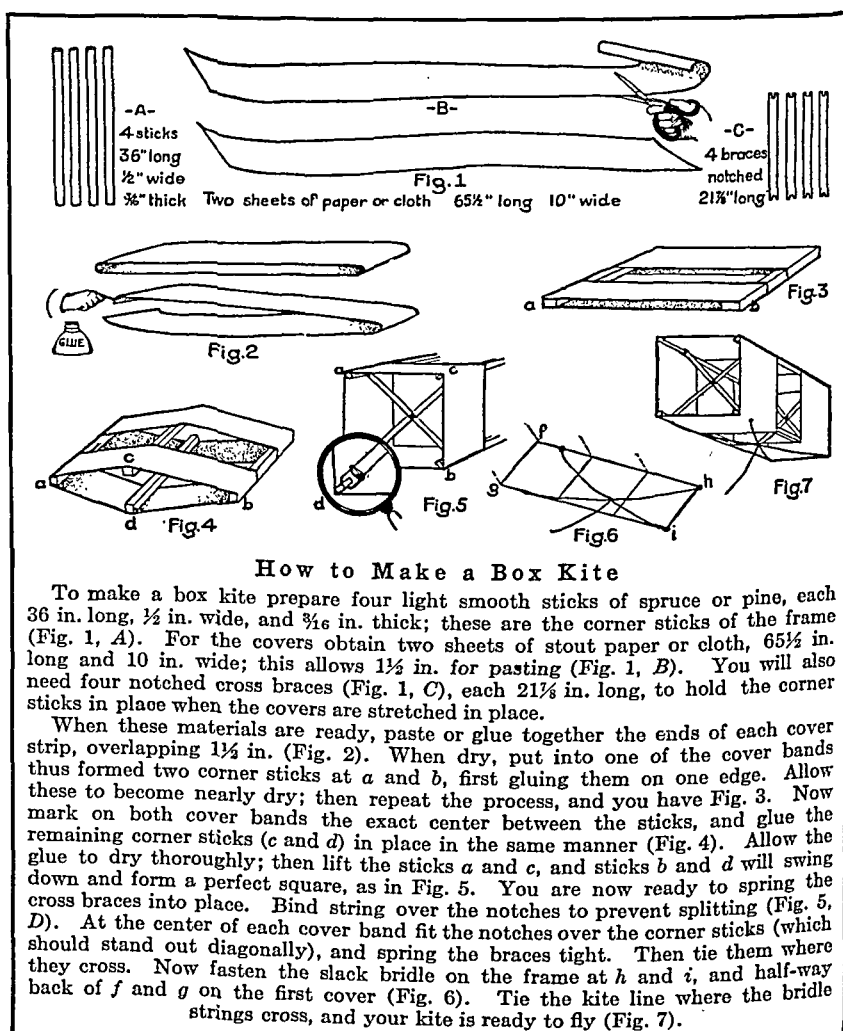 -A-
4 sticks
36" long
½" wide
thick
-B-
Fig.1
Two sheets of paper or cloth 65½" long 10" wide
-C-
4 braces
notched
21⅞" long
GLUE
Fig.2
a
b
Fig.3
a
c
d
b
Fig.4
a
c
d
b
Fig.5
g
h
i
Fig.6
Fig.7
How to Make a Box Kite
To make a box kite prepare four light smooth sticks of spruce or pine, each
36 in. long, ½ in. wide, and 3⁄16 in. thick; these are the corner sticks of the frame
(Fig. 1, A). For the covers obtain two sheets of stout paper or cloth, 65½ in.
long and 10 in. wide; this allows 1½ in. for pasting (Fig. 1, B). You will also
need four notched cross braces (Fig. 1, C), each 21⅞ in. long, to hold the corner
sticks in place when the covers are stretched in place.
When these materials are ready, paste or glue together the ends of each cover
strip, overlapping 1½ in. (Fig. 2). When dry, put into one of the cover bands
thus formed two corner sticks at a and b, first gluing them on one edge. Allow
these to become nearly dry; then repeat the process, and you have Fig. 3. Now
mark on both cover bands the exact center between the sticks, and glue the
remaining corner sticks (c and d) in place in the same manner (Fig. 4). Allow the
glue to dry thoroughly; then lift the sticks a and c, and sticks b and d will swing
down and form a perfect square, as in Fig. 5. You are now ready to spring the
cross braces into place. Bind string over the notches to prevent splitting (Fig. 5,
D). At the center of each cover band fit the notches over the corner sticks (which
should stand out diagonally), and spring the braces tight. Then tie them where
they cross. Now fasten the slack bridle on the frame at h and i, and half-way
back of f and g on the first cover (Fig. 6). Tie the kite line where the bridle
strings cross, and your kite is ready to fly (Fig. 7).